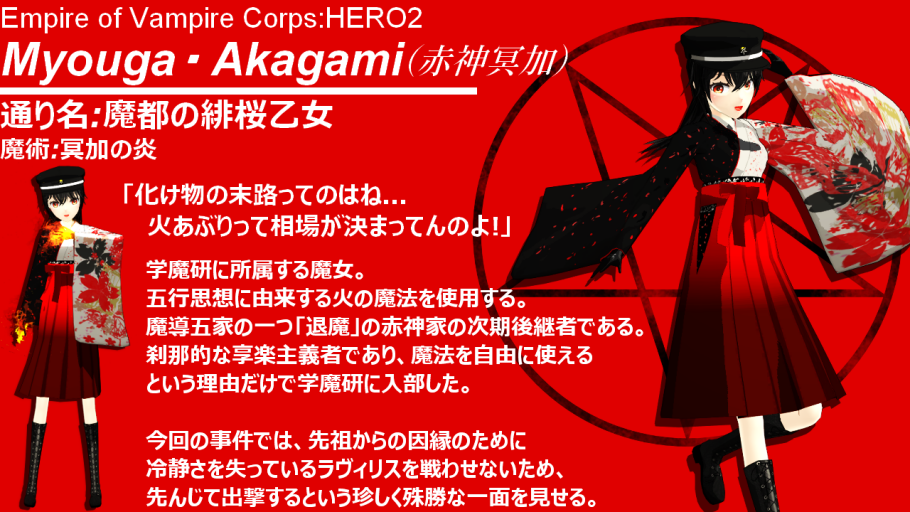 Empire of Vampire Corps:HERO2
Myouga・Akagami(赤神冥加)
通り名:魔都の緋桜乙女
魔術:冥加の炎
「化け物の末路ってのはね...
火あぶりって相場が決まってんのよ!」
学魔研に所属する魔女。
五行思想に由来する火の魔法を使用する。
魔導五家の一つ「退魔」の赤神家の次期後継者である。
刹那的な享楽主義者であり、魔法を自由に使える
という理由だけで学魔研に入部した。
今回の事件では、先祖からの因縁のために
冷静さを失っているラヴィリスを戦わせないため、
先んじて出撃するという珍しく殊勝な一面を見せる。